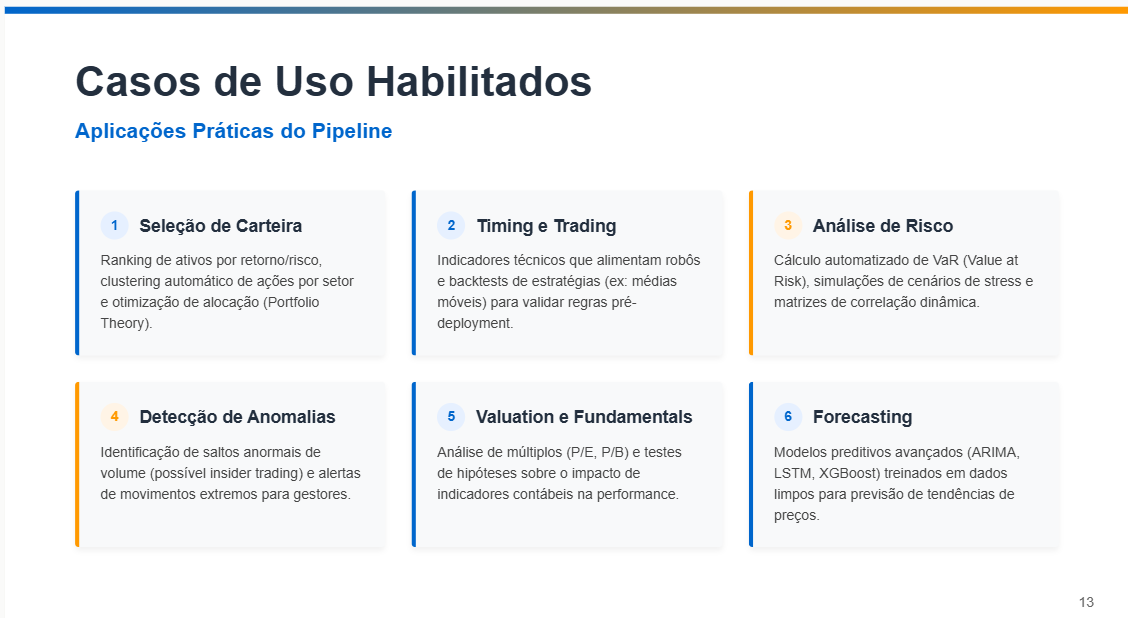 Casos de Uso Habilitados
Aplicações Práticas do Pipeline
1 Seleção de Carteira
Ranking de ativos por retorno/risco,
clustering automático de ações por setor
e otimização de alocação (Portfolio
Theory).
2 Timing e Trading
Indicadores técnicos que alimentam robôs
e backtests de estratégias (ex: médias
móveis) para validar regras pré-
deployment.
3 Análise de Risco
Cálculo automatizado de VaR (Value at
Risk), simulações de cenários de stress e
matrizes de correlação dinâmica.
4 Detecção de Anomalias
Identificação de saltos anormais de
volume (possível insider trading) e alertas
de movimentos extremos para gestores.
5 Valuation e Fundamentals
Análise de múltiplos (P/E, P/B) e testes
de hipóteses sobre o impacto de
indicadores contábeis na performance.
6 Forecasting
Modelos preditivos avançados (ARIMA,
LSTM, XGBoost) treinados em dados
limpos para previsão de tendências de
preços.
13